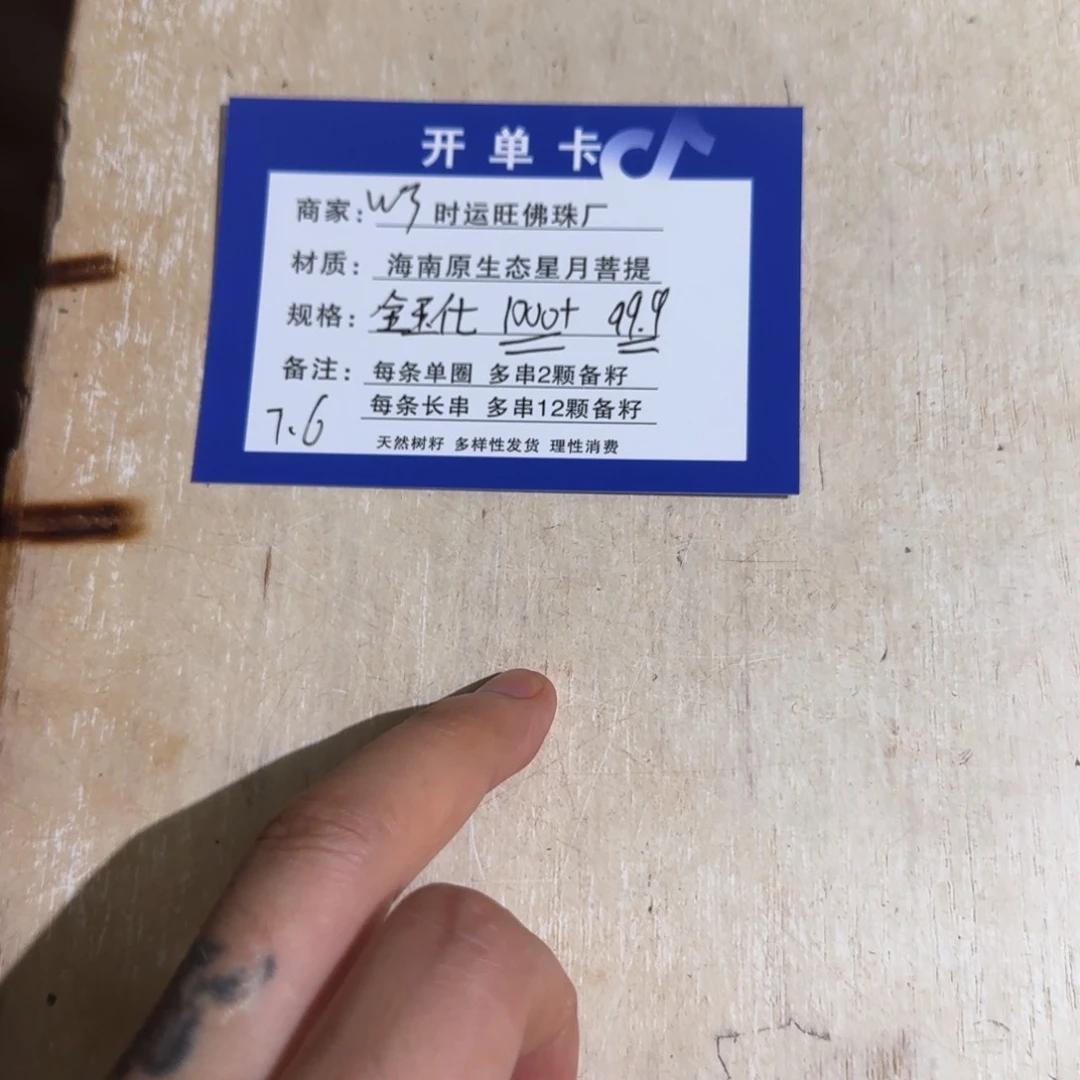 开单卡
商家：W3 时运旺佛珠厂
材质：海南原生态星月菩提
规格：1000+ 99.9
备注：每条单圈 多串2颗备籽
每条长串 多串12颗备籽
7.6
天然树籽 多样性发货 理性消费